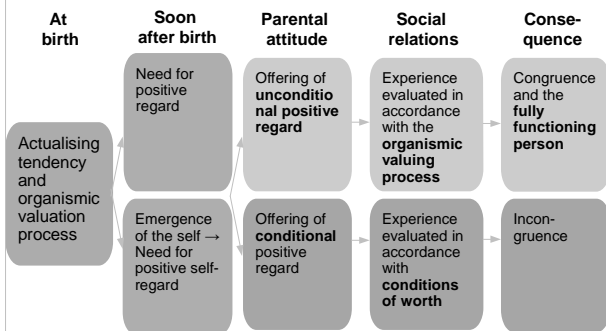 At
birth
Soon
after birth
Parental
attitude
Social
relations
Conse-
quence
Actualising
tendency
and
organismic
valuation
process
Need for
positive
regard
Emergence
of the self →
Need for
positive self-
regard
Offering of
unconditio
nal positive
regard
Offering of
conditional
positive
regard
Experience
evaluated in
accordance
with the
organismic
valuing
process
Experience
evaluated in
accordance
with
conditions
of worth
Congruence
and the
fully
functioning
person
Incon-
gruence